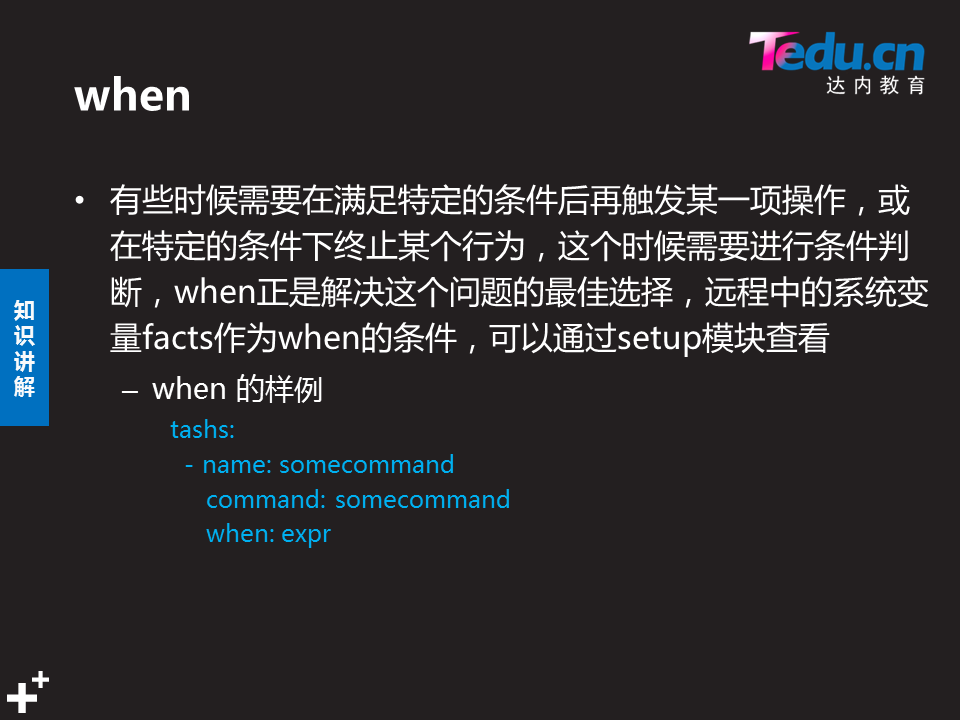 Tedu.cn
达内教育
when
• 有些时候需要在满足特定的条件后再触发某一项操作，或
在特定的条件下终止某个行为，这个时候需要进行条件判
断，when正是解决这个问题的最佳选择，远程中的系统变
量facts作为when的条件，可以通过setup模块查看
– when 的样例
tashs:
- name: somecommand
command: somecommand
when: expr
知识讲解